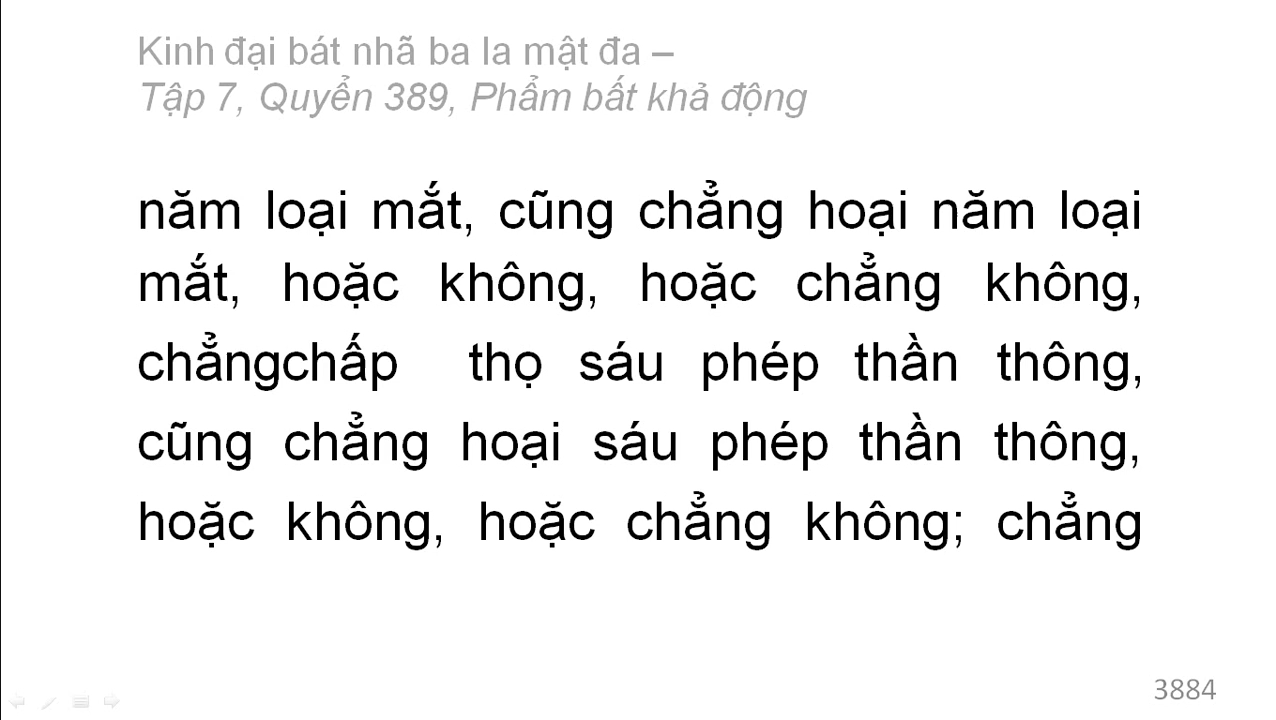 Kinh đại bát nhã ba la mật đa –
Tập 7, Quyển 389, Phẩm bất khả động
năm loại mắt, cũng chẳng hoại năm loại
mắt, hoặc không, hoặc chẳng không,
chẳngchấp thọ sáu phép thần thông,
cũng chẳng hoại sáu phép thần thông,
hoặc không, hoặc chẳng không; chẳng
3884